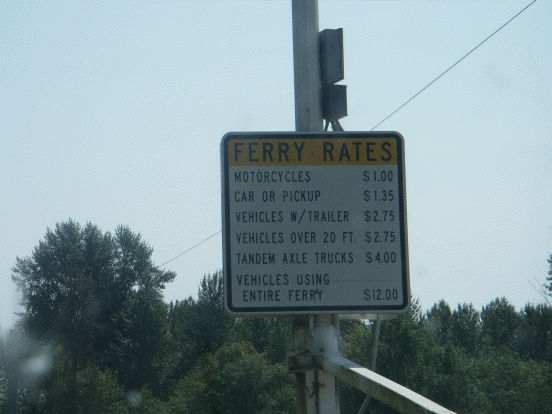 FERRY RATES
MOTORCYCLES $1.00
CAR OR PICKUP $1.35
VEHICLES W/TRAILER $2.75
VEHICLES OVER 20 FT. $2.75
TANDEM AXLE TRUCKS $4.00
VEHICLES USING
ENTIRE FERRY $12.00